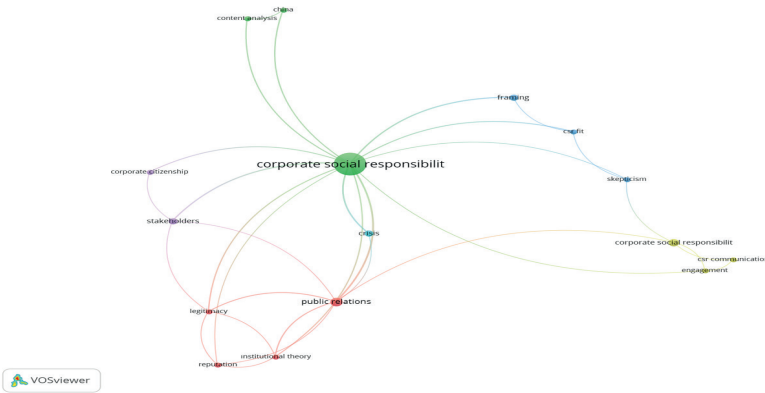 china
content analysis
framing
csr fit
corporate social responsibilit
corporate citizenship
skepticism
stakeholders
crisis
corporate social responsibilit
csr communicatio
engagement
public relations
legitimacy
institutional theory
reputation
VOSviewer